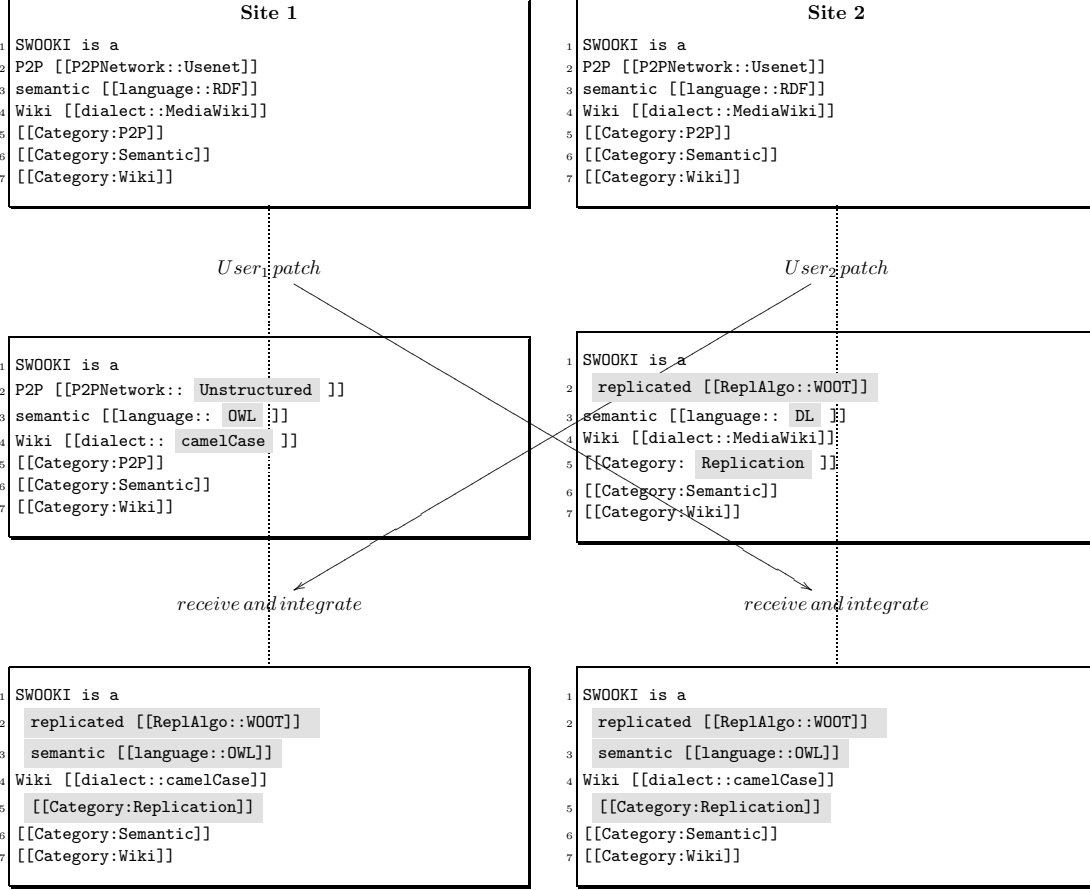 Site 1
1 SWOOKI is a
2 P2P [[P2PNetwork::Usenet]]
3 semantic [[language::RDF]]
4 Wiki [[dialect::MediaWiki]]
5 [[Category:P2P]]
6 [[Category:Semantic]]
7 [[Category:Wiki]]
Site 2
1 SWOOKI is a
2 P2P [[P2PNetwork::Usenet]]
3 semantic [[language::RDF]]
4 Wiki [[dialect::MediaWiki]]
5 [[Category:P2P]]
6 [[Category:Semantic]]
7 [[Category:Wiki]]
User1 patch
User2 patch
1 SWOOKI is a
2 P2P [[P2PNetwork:: Unstructured ]]
3 semantic [[language:: OWL ]]
4 Wiki [[dialect:: camelCase ]]
5 [[Category:P2P]]
6 [[Category:Semantic]]
7 [[Category:Wiki]]
1 SWOOKI is a
2 replicated [[ReplAlgo::WOOT]]
3 semantic [[language:: DL ]]
4 Wiki [[dialect::MediaWiki]]
5 [[Category: Replication ]]
6 [[Category:Semantic]]
7 [[Category:Wiki]]
receive and integrate
receive and integrate
1 SWOOKI is a
2 replicated [[ReplAlgo::WOOT]]
3 semantic [[language::OWL]]
4 Wiki [[dialect::camelCase]]
5 [[Category:Replication]]
6 [[Category:Semantic]]
7 [[Category:Wiki]]
1 SWOOKI is a
2 replicated [[ReplAlgo::WOOT]]
3 semantic [[language::OWL]]
4 Wiki [[dialect::camelCase]]
5 [[Category:Replication]]
6 [[Category:Semantic]]
7 [[Category:Wiki]]